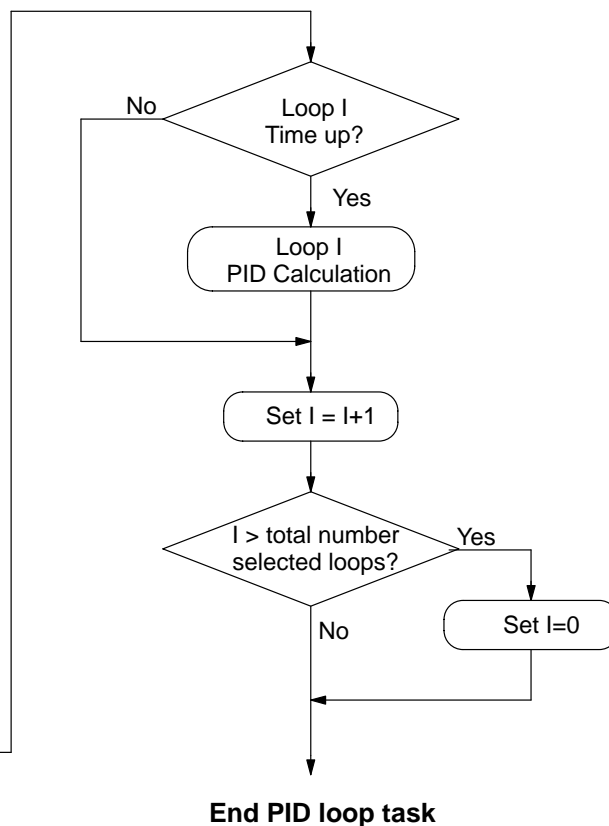 Loop I
Time up?
No
Yes
Loop I
PID Calculation
Set I = I+1
I > total number
selected loops?
Yes
No
Set I=0
End PID loop task